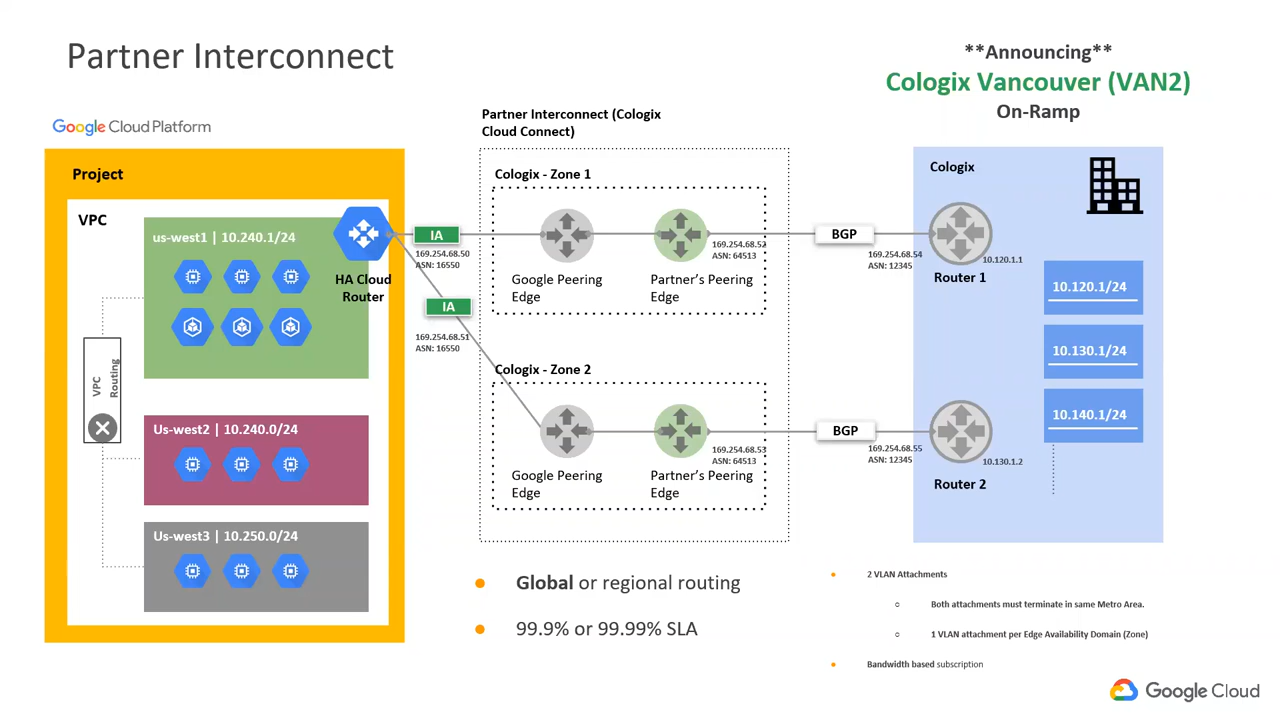 Partner Interconnect
**Announcing**
Cologix Vancouver (VAN2)
On-Ramp
Google Cloud Platform
Project
VPC
us-west1 | 10.240.1/24
HA Cloud
Router
VPC
Routing
Us-west2 | 10.240.0/24
Us-west3 | 10.250.0/24
IA
169.254.68.50
ASN: 16550
IA
169.254.68.51
ASN: 16550
Partner Interconnect (Cologix
Cloud Connect)
Cologix - Zone 1
Google Peering
Edge
Partner's Peering
Edge
169.254.68.52
ASN: 64513
Cologix - Zone 2
Google Peering
Edge
Partner's Peering
Edge
169.254.68.53
ASN: 64513
BGP
169.254.68.54
ASN: 12345
BGP
169.254.68.55
ASN: 12345
Cologix
10.120.1.1
Router 1
10.130.1.2
Router 2
10.120.1/24
10.130.1/24
10.140.1/24
Global or regional routing
99.9% or 99.99% SLA
2 VLAN Attachments
Both attachments must terminate in same Metro Area.
1 VLAN attachment per Edge Availability Domain (Zone)
Bandwidth based subscription
Google Cloud